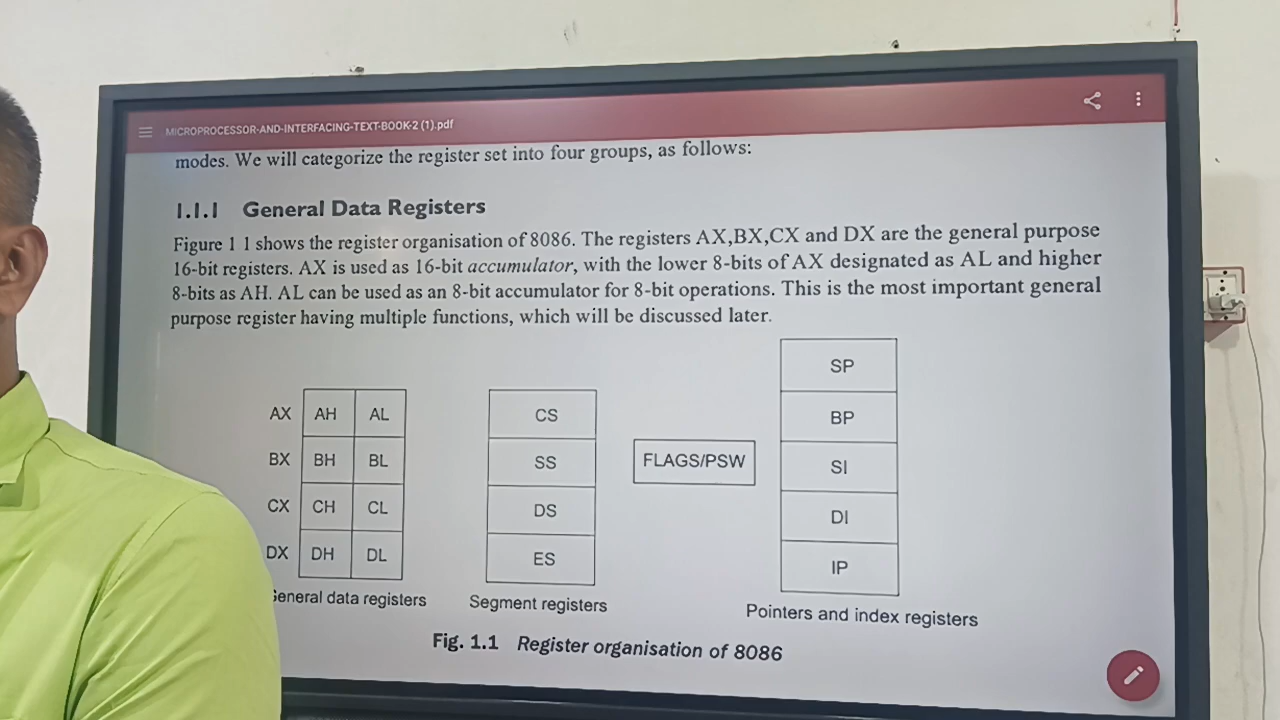 MICROPROCESSOR-AND-INTERFACING-TEXT-BOOK-2 (1).pdf
modes. We will categorize the register set into four groups, as follows:
1.1.1 General Data Registers
Figure 1 1 shows the register organisation of 8086. The registers AX,BX,CX and DX are the general purpose
16-bit registers. AX is used as 16-bit accumulator, with the lower 8-bits of AX designated as AL and higher
8-bits as AH. AL can be used as an 8-bit accumulator for 8-bit operations. This is the most important general
purpose register having multiple functions, which will be discussed later.
AX AH AL
BX BH BL
CX CH CL
DX DH DL
General data registers
CS
SS
DS
ES
Segment registers
FLAGS/PSW
SP
BP
SI
DI
IP
Pointers and index registers
Fig. 1.1 Register organisation of 8086